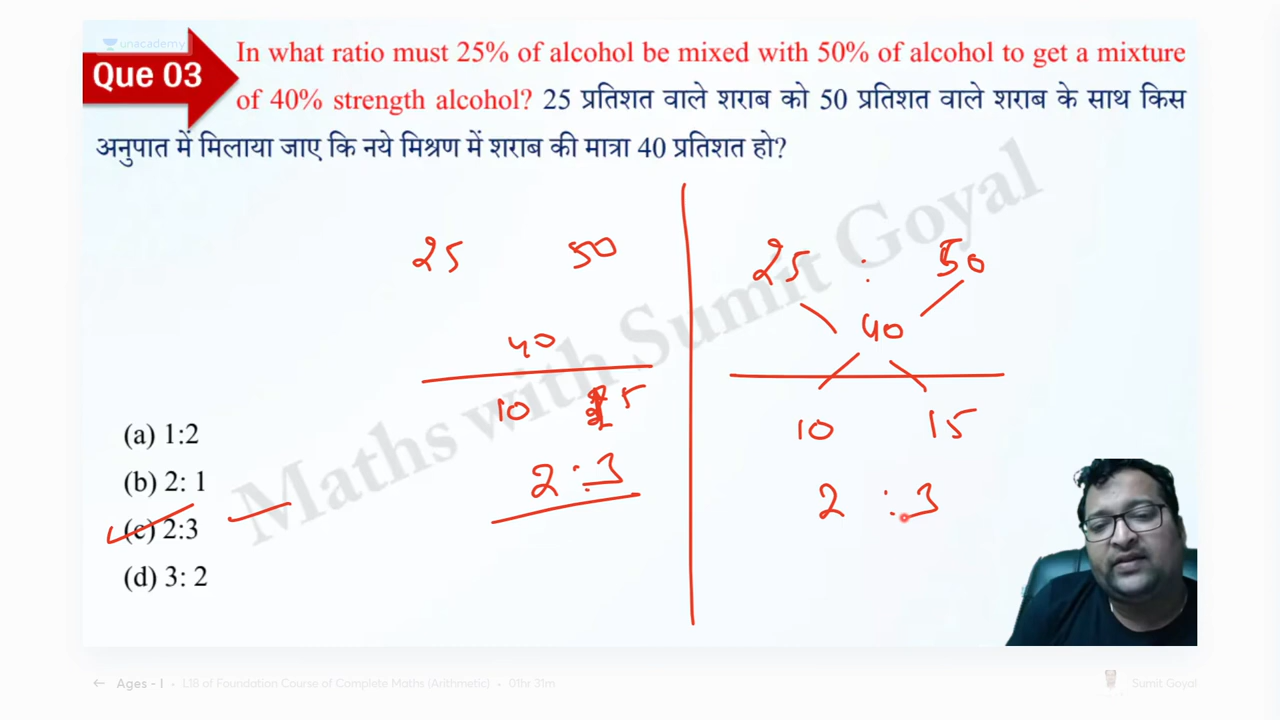 unacademy
Que 03
In what ratio must 25% of alcohol be mixed with 50% of alcohol to get a mixture
of 40% strength alcohol? 25 प्रतिशत वाले शराब को 50 प्रतिशत वाले शराब के साथ किस
अनुपात में मिलाया जाए कि नये मिश्रण में शराब की मात्रा 40 प्रतिशत हो?
Maths with Sumit Goyal
25 50
40
10 15
2 : 3
25 : 50
40
10 15
2 : 3
(a) 1:2
(b) 2: 1
(c) 2:3
(d) 3: 2
← Ages - I • L18 of Foundation Course of Complete Maths (Arithmetic) • 01hr 31m
Sumit Goyal